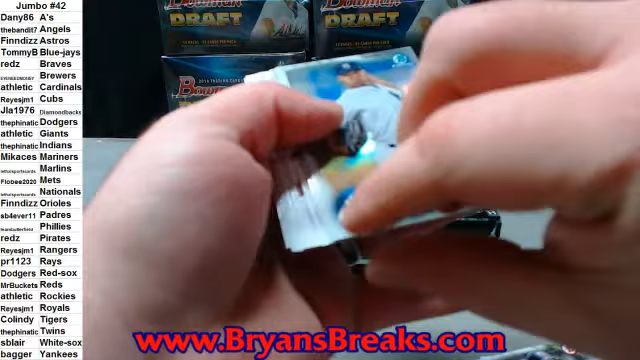 Jumbo #42
Dany86 A's
thebandit7 Angels
Finndizz Astros
TommyB Blue-jays
redz Braves
Brewers
athletic Cardinals
Reyesjm1 Cubs
Jla1976 Diamondbacks
thephinatic Dodgers
athletic Giants
thephinatic Indians
Mikaces Mariners
Marlins
Flobee2020 Mets
Nationals
Finndizz Orioles
sb4ever11 Padres
Phillies
redz Pirates
Reyesjm1 Rangers
pr1123 Rays
Dodgers Red-sox
MrBuckets Reds
athletic Rockies
Reyesjm1 Royals
Colindy Tigers
thephinatic Twins
sblair White-sox
bagger Yankees
Bowman
DRAFT
DRAFT
Bowman
www.BryansBreaks.com